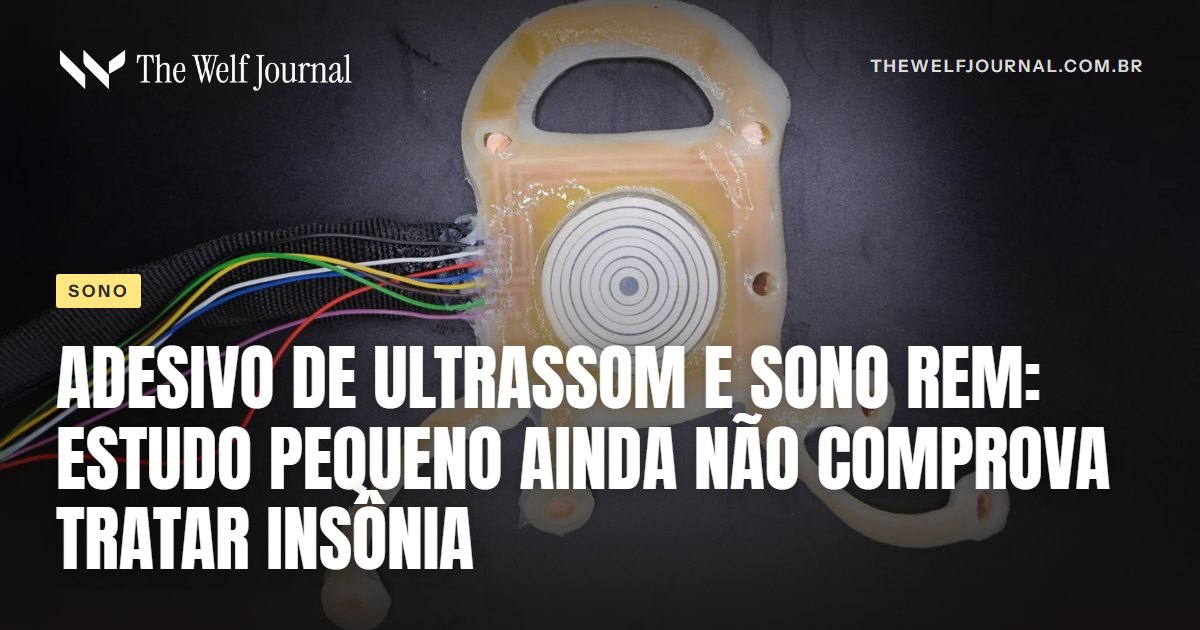 The Welf Journal
THEWELFJOURNAL.COM.BR
SONO
ADESIVO DE ULTRASSOM E SONO REM:
ESTUDO PEQUENO AINDA NÃO COMPROVA
TRATAR INSÔNIA